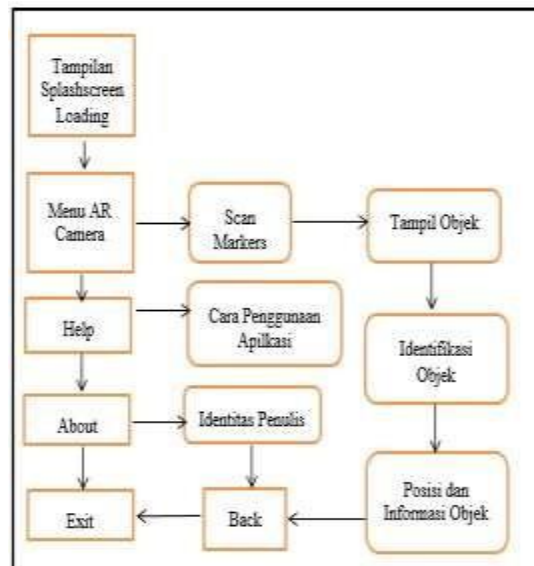 Tampilan
Splashscreen
Loading
Menu AR
Camera
Scan
Markers
Tampil Objek
Help
Cara Penggunaan
Apilkasi
Identifikasi
Objek
About
Identitas Penulis
Posisi dan
Informasi Objek
Exit
Back